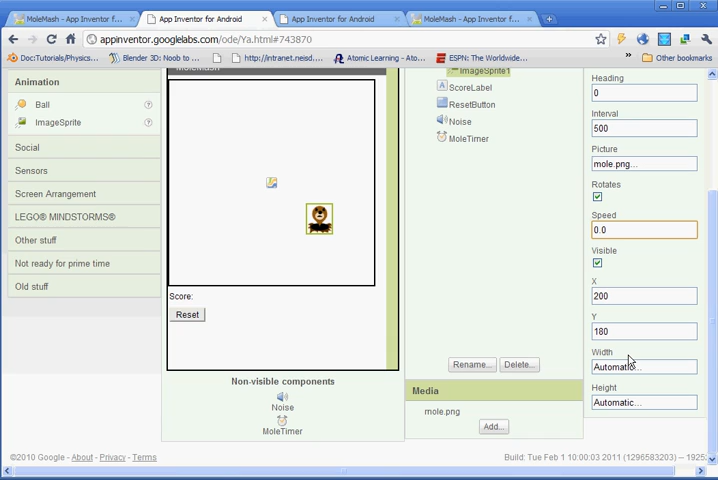 MoleMash – App Inventor f...
App Inventor for Android
App Inventor for Android
MoleMash – App Inventor f...
appinventor.googlelabs.com/ode/Ya.html#743870
Doc:Tutorials/Physics...
Blender 3D: Noob to ...
http://intranet.neisd...
Atomic Learning - Ato...
ESPN: The Worldwide...
»
Other bookmarks
Animation
Ball
ImageSprite
Social
Sensors
Screen Arrangement
LEGO® MINDSTORMS®
Other stuff
Not ready for prime time
Old stuff
MoleMash
Score:
Reset
Non-visible components
Noise
MoleTimer
ImageSprite1
ScoreLabel
ResetButton
Noise
MoleTimer
Rename...
Delete...
Media
mole.png
Add...
Heading
0
Interval
500
Picture
mole.png...
Rotates
Speed
0.0
Visible
X
200
Y
180
Width
Automatic...
Height
Automatic...
©2010 Google - About - Privacy - Terms
Build: Tue Feb 1 10:00:03 2011 (1296583203) -- 1925